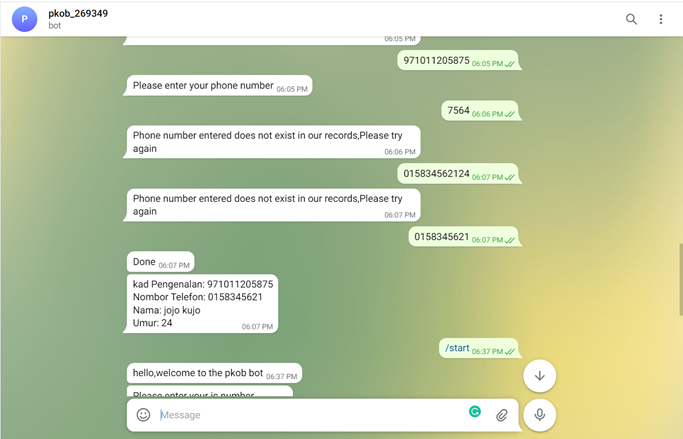 P
pkob_269349
bot
06:05 PM
971011205875 06:05 PM
Please enter your phone number 06:05 PM
7564 06:06 PM
Phone number entered does not exist in our records,Please try
again 06:06 PM
015834562124 06:07 PM
Phone number entered does not exist in our records,Please try
again 06:07 PM
0158345621 06:07 PM
Done 06:07 PM
kad Pengenalan: 971011205875
Nombor Telefon: 0158345621
Nama: jojo kujo
Umur: 24 06:07 PM
/start 06:37 PM
hello,welcome to the pkob bot 06:37 PM
Please enter your ic number
Message